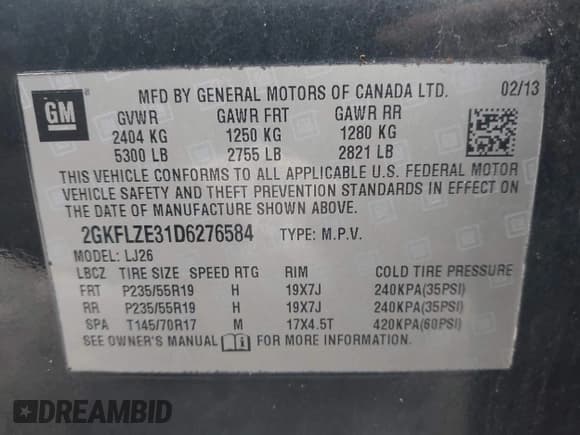 GM
MFD BY GENERAL MOTORS OF CANADA LTD. 02/13
GVWR GAWR FRT GAWR RR
2404 KG 1250 KG 1280 KG
5300 LB 2755 LB 2821 LB
THIS VEHICLE CONFORMS TO ALL APPLICABLE U.S. FEDERAL MOTOR
VEHICLE SAFETY AND THEFT PREVENTION STANDARDS IN EFFECT ON
THE DATE OF MANUFACTURE SHOWN ABOVE.
2GKFLZE31D6276584 TYPE: M.P.V.
MODEL: LJ26
LBCZ TIRE SIZE SPEED RTG RIM COLD TIRE PRESSURE
FRT P235/55R19 H 19X7J 240KPA(35PSI)
RR P235/55R19 H 19X7J 240KPA(35PSI)
SPA T145/70R17 M 17X4.5T 420KPA(60PSI)
SEE OWNER'S MANUAL FOR MORE INFORMATION.
DREAMBID